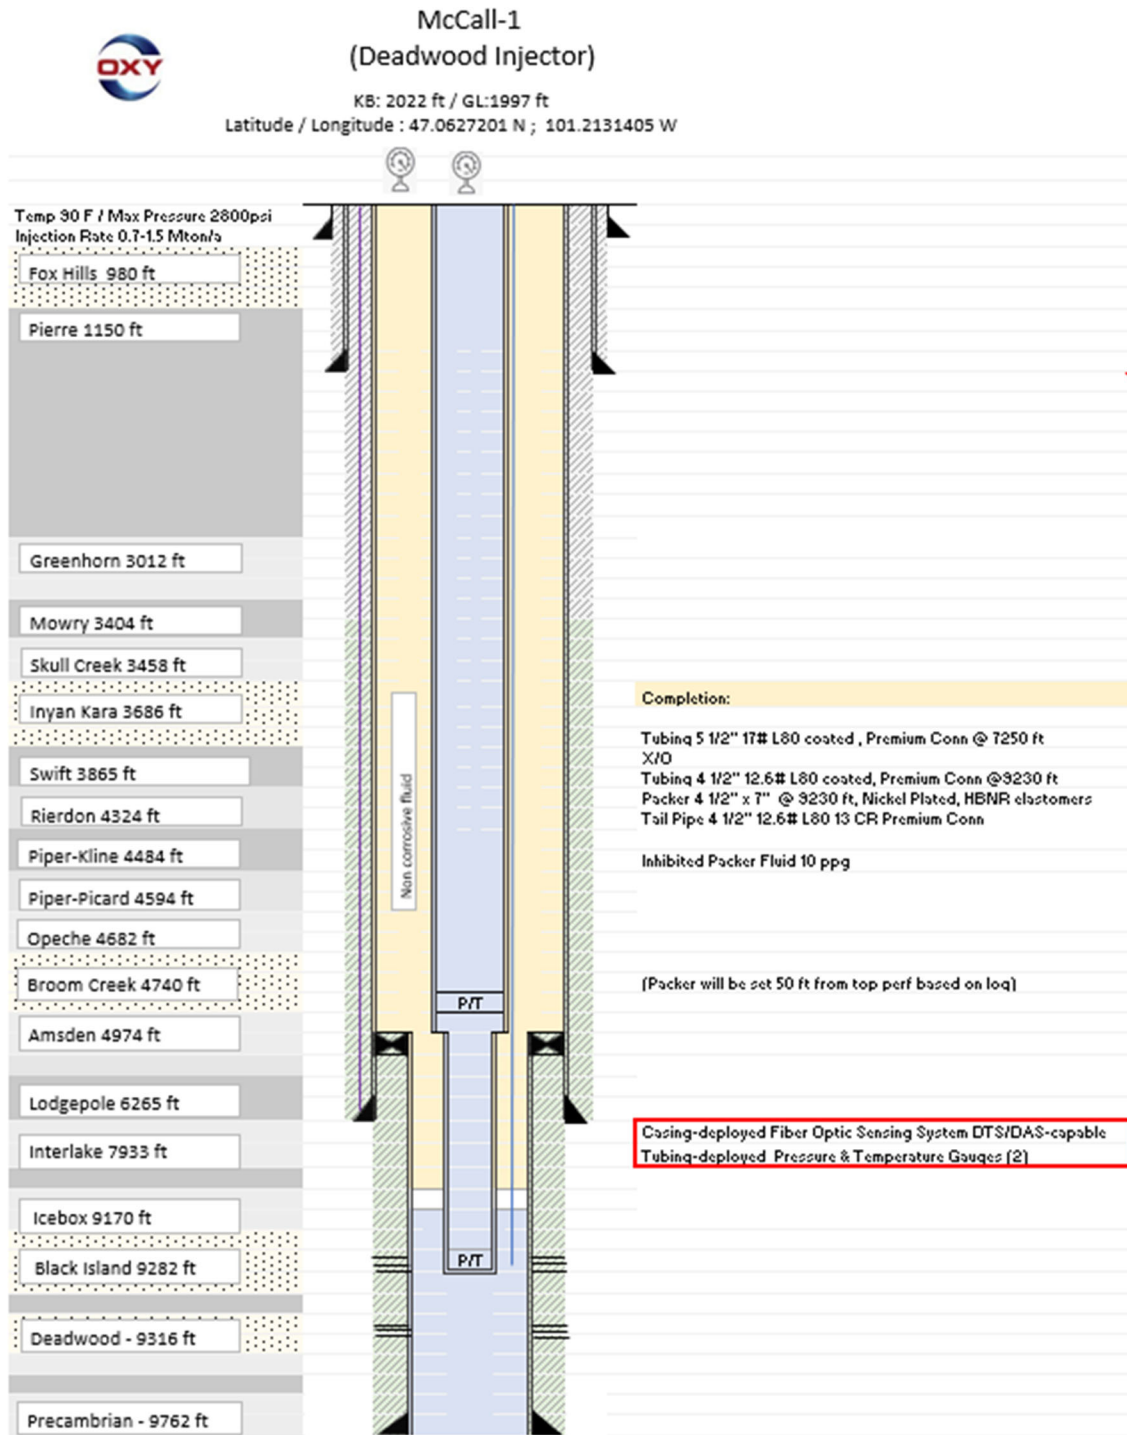 McCall-1
(Deadwood Injector)
OXY
KB: 2022 ft / GL:1997 ft
Latitude / Longitude : 47.0627201 N ; 101.2131405 W
Temp 90 F / Max Pressure 2800psi
Injection Rate 0.7-1.5 Mton/a
Fox Hills 980 ft
Pierre 1150 ft
Greenhorn 3012 ft
Mowry 3404 ft
Skull Creek 3458 ft
Inyan Kara 3686 ft
Swift 3865 ft
Rierdon 4324 ft
Piper-Kline 4484 ft
Piper-Picard 4594 ft
Opeche 4682 ft
Broom Creek 4740 ft
Amsden 4974 ft
Lodgepole 6265 ft
Interlake 7933 ft
Icebox 9170 ft
Black Island 9282 ft
Deadwood - 9316 ft
Precambrian - 9762 ft
Non corrosive fluid
P/T
P/T
Completion:
Tubing 5 1/2" 17# L80 coated , Premium Conn @ 7250 ft
X/O
Tubing 4 1/2" 12.6# L80 coated, Premium Conn @9230 ft
Packer 4 1/2" x 7" @ 9230 ft, Nickel Plated, HBNR elastomers
Tail Pipe 4 1/2" 12.6# L80 13 CR Premium Conn
Inhibited Packer Fluid 10 ppg
(Packer will be set 50 ft from top perf based on log)
Casing-deployed Fiber Optic Sensing System DTS/DAS-capable
Tubing-deployed Pressure & Temperature Gauges (2)